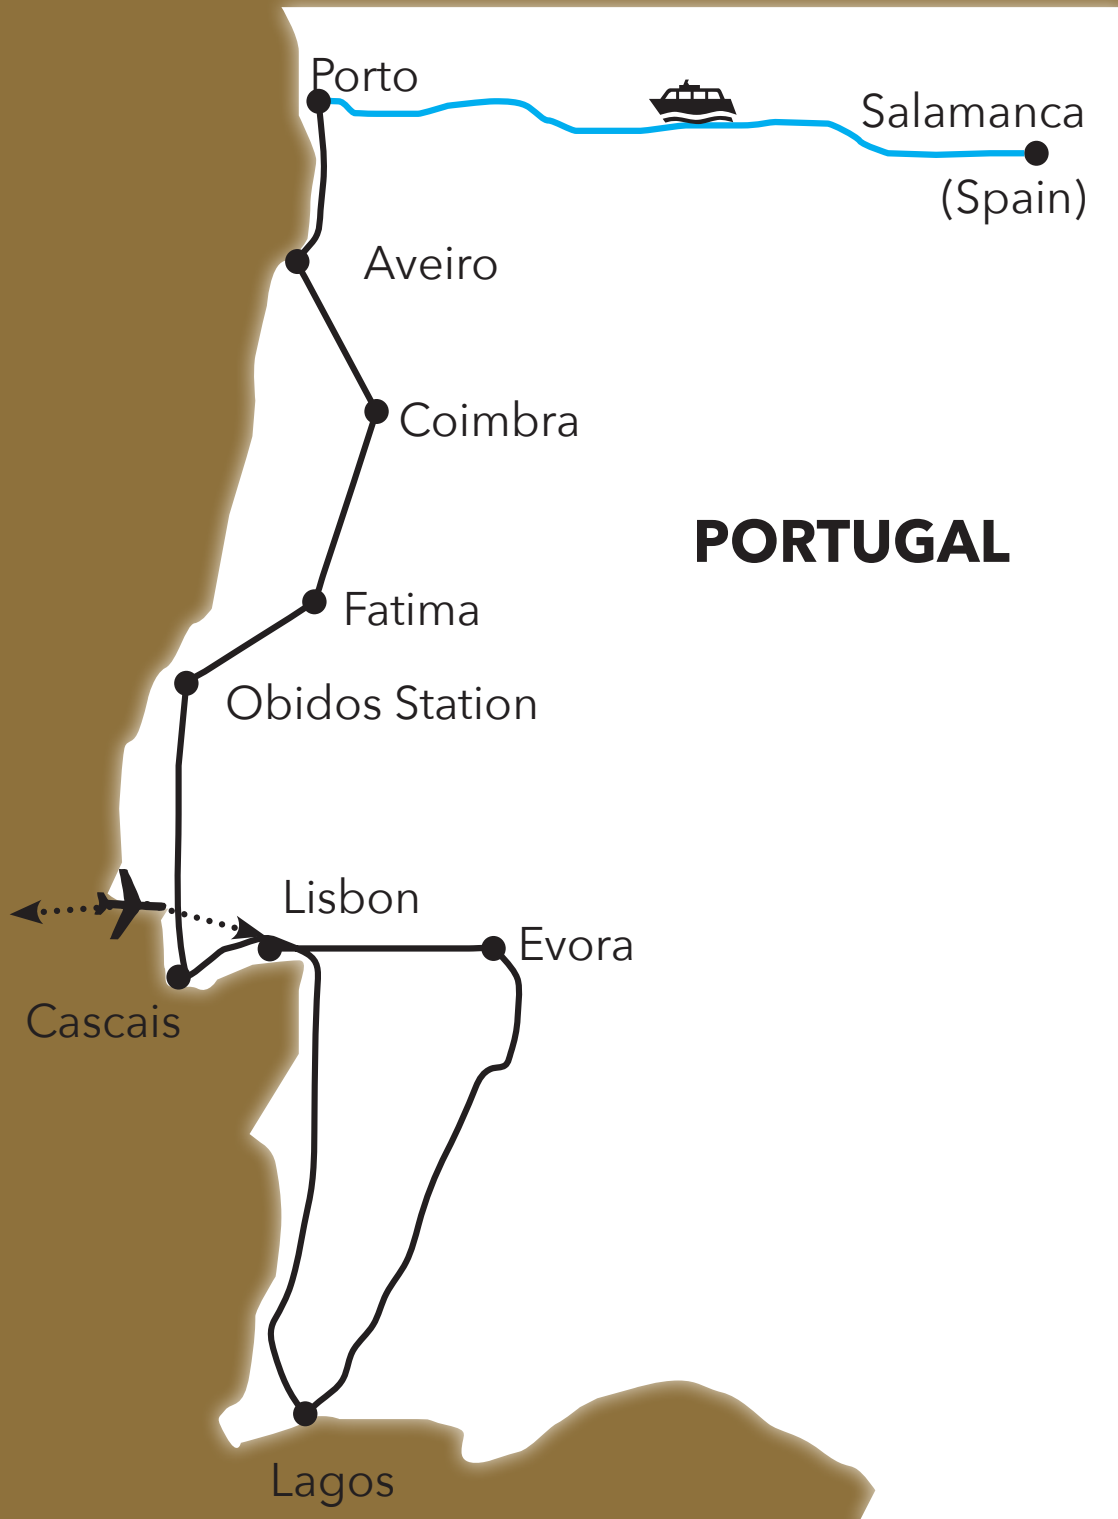 Porto
Salamanca
(Spain)
Aveiro
Coimbra
PORTUGAL
Fatima
Obidos Station
Lisbon
Evora
Cascais
Lagos